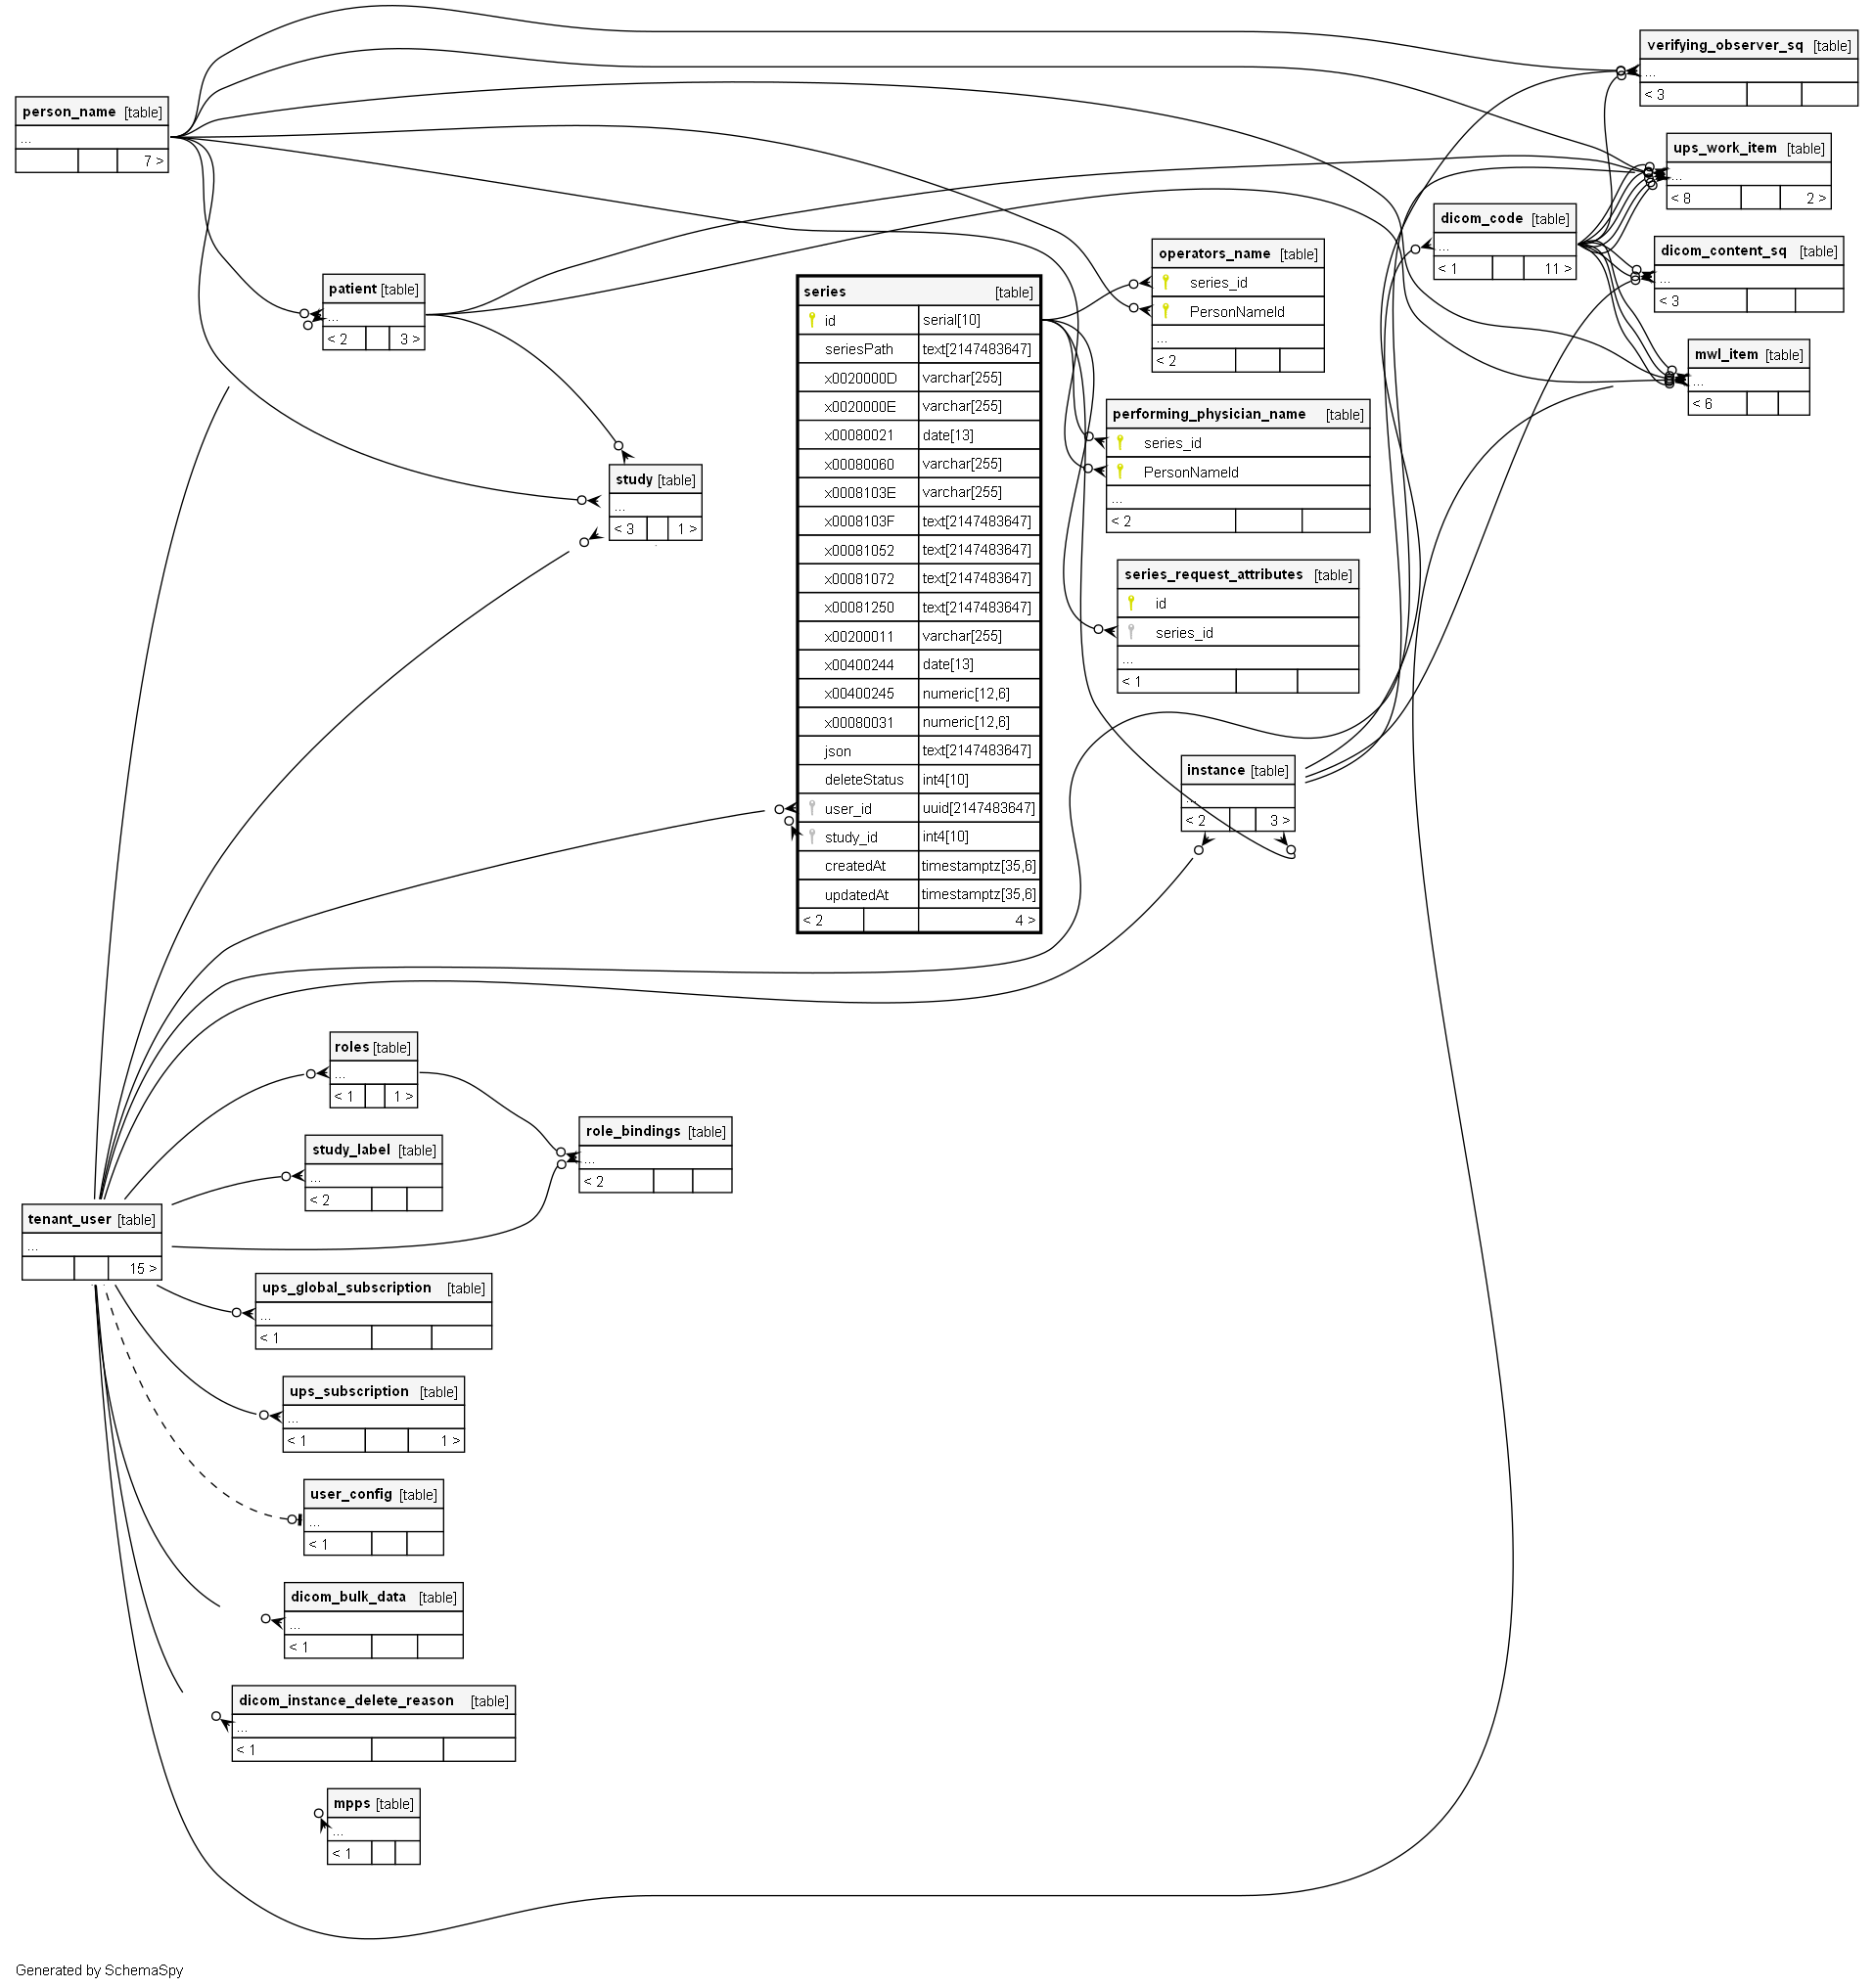 verifying_observer_sq [table]
...
< 3
person_name [table]
...
7 >
ups_work_item [table]
...
< 8 2 >
dicom_code [table]
...
< 1 11 >
dicom_content_sq [table]
...
< 3
operators_name [table]
series_id
PersonNameId
...
< 2
patient [table]
...
< 2 3 >
series [table]
id serial[10]
seriesPath text[2147483647]
x0020000D varchar[255]
x0020000E varchar[255]
x00080021 date[13]
x00080060 varchar[255]
x0008103E varchar[255]
x0008103F text[2147483647]
x00081052 text[2147483647]
x00081072 text[2147483647]
x00081250 text[2147483647]
x00200011 varchar[255]
x00400244 date[13]
x00400245 numeric[12,6]
x00080031 numeric[12,6]
json text[2147483647]
deleteStatus int4[10]
user_id uuid[2147483647]
study_id int4[10]
createdAt timestamptz[35,6]
updatedAt timestamptz[35,6]
< 2 4 >
mwl_item [table]
...
< 6
performing_physician_name [table]
series_id
PersonNameId
...
< 2
study [table]
...
< 3 1 >
series_request_attributes [table]
id
series_id
...
< 1
instance [table]
...
< 2 3 >
roles [table]
...
< 1 1 >
role_bindings [table]
...
< 2
study_label [table]
...
< 2
tenant_user [table]
...
15 >
ups_global_subscription [table]
...
< 1
ups_subscription [table]
...
< 1 1 >
user_config [table]
...
< 1
dicom_bulk_data [table]
...
< 1
dicom_instance_delete_reason [table]
...
< 1
mpps [table]
...
< 1
Generated by SchemaSpy